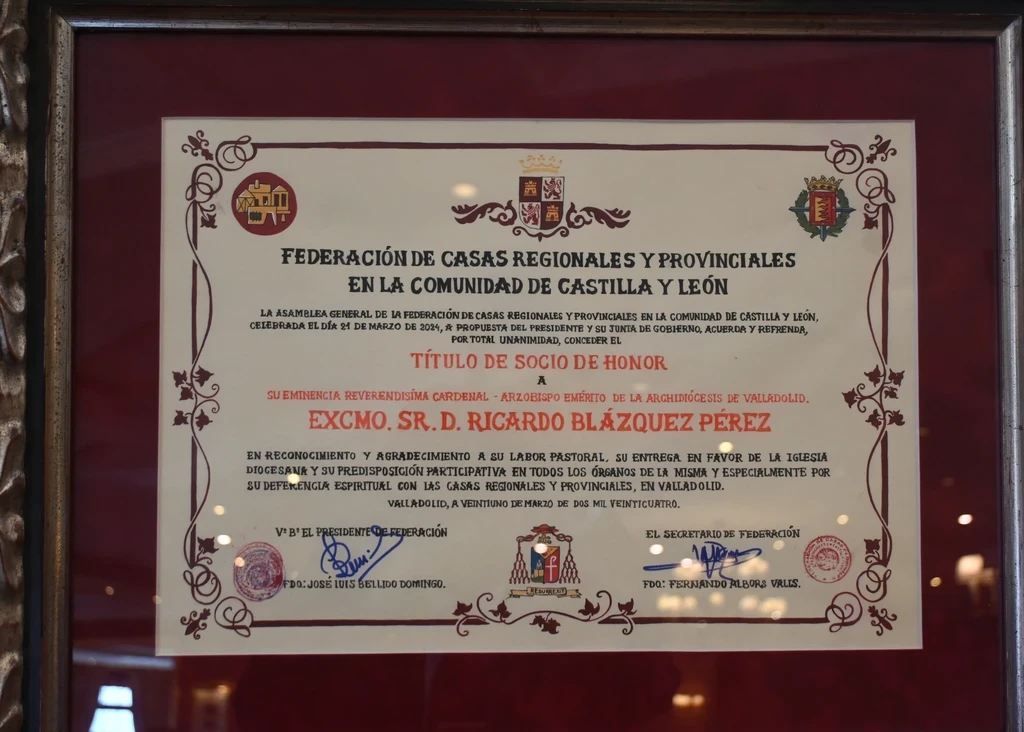 FEDERACIÓN DE CASAS REGIONALES Y PROVINCIALES
EN LA COMUNIDAD DE CASTILLA Y LEÓN
LA ASAMBLEA GENERAL DE LA FEDERACIÓN DE CASAS REGIONALES Y PROVINCIALES EN LA COMUNIDAD DE CASTILLA Y LEÓN,
CELEBRADA EL DÍA 21 DE MARZO DE 2024, A PROPUESTA DEL PRESIDENTE Y SU JUNTA DE GOBIERNO, ACUERDA Y REFRENDA,
POR TOTAL UNANIMIDAD, CONCEDER EL
TÍTULO DE SOCIO DE HONOR
A
SU EMINENCIA REVERENDISÍMA CARDENAL - ARZOBISPO EMÉRITO DE LA ARCHIDIÓCESIS DE VALLADOLID.
EXCMO. SR. D. RICARDO BLÁZQUEZ PÉREZ
EN RECONOCIMIENTO Y AGRADECIMIENTO A SU LABOR PASTORAL, SU ENTREGA EN FAVOR DE LA IGLESIA
DIOCESANA Y SU PREDISPOSICIÓN PARTICIPATIVA EN TODOS LOS ÓRGANOS DE LA MISMA Y ESPECIALMENTE POR
SU DEFERENCIA ESPIRITUAL CON LAS CASAS REGIONALES Y PROVINCIALES, EN VALLADOLID.
VALLADOLID, A VEINTIUNO DE MARZO DE DOS MIL VEINTICUATRO.
Vº Bº EL PRESIDENTE DE FEDERACIÓN
EL SECRETARIO DE FEDERACIÓN
FDO: JOSÉ LUIS BELLIDO DOMINGO.
FDO: FERNANDO ALBORS VALLS.
RESURREXIT